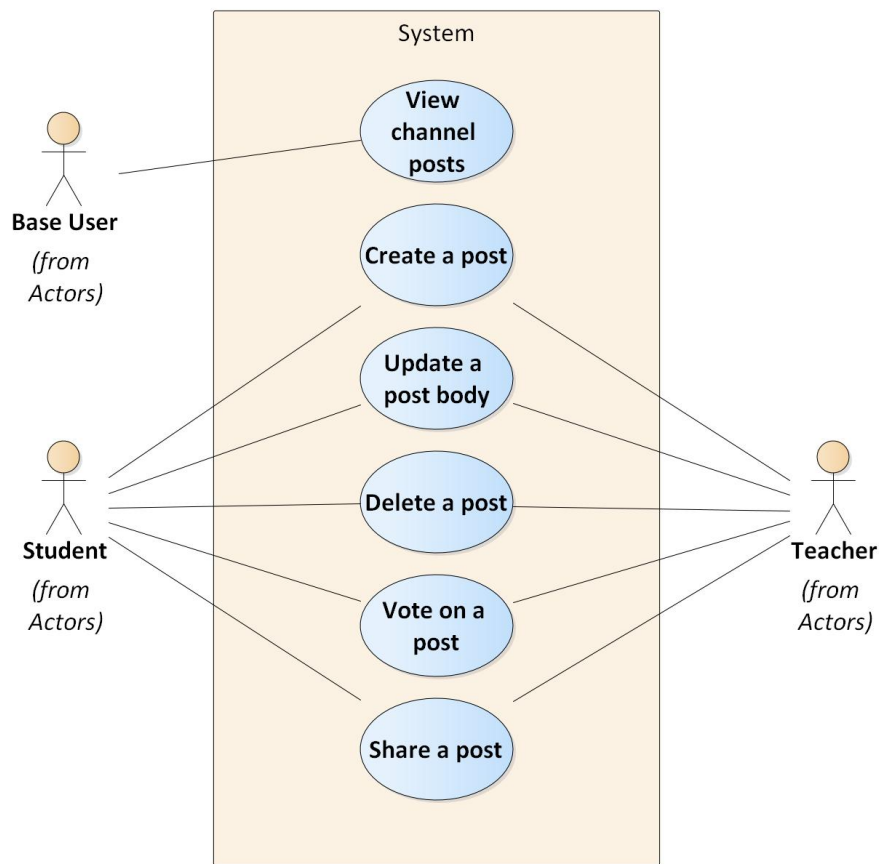 System
View
channel
posts
Base User
(from
Actors)
Create a post
Update a
post body
Student
(from
Actors)
Delete a post
Teacher
(from
Actors)
Vote on a
post
Share a post